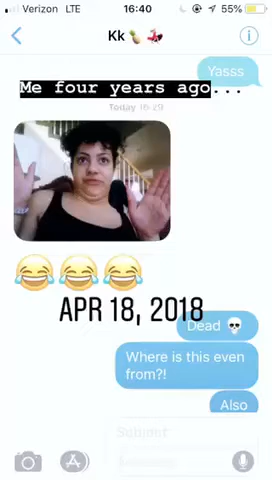 Verizon LTE 16:40 55%
Kk
Yasss
Me four years ago...
Today 16:29
APR 18, 2018
Dead
Where is this even
from?!
Also
Subject